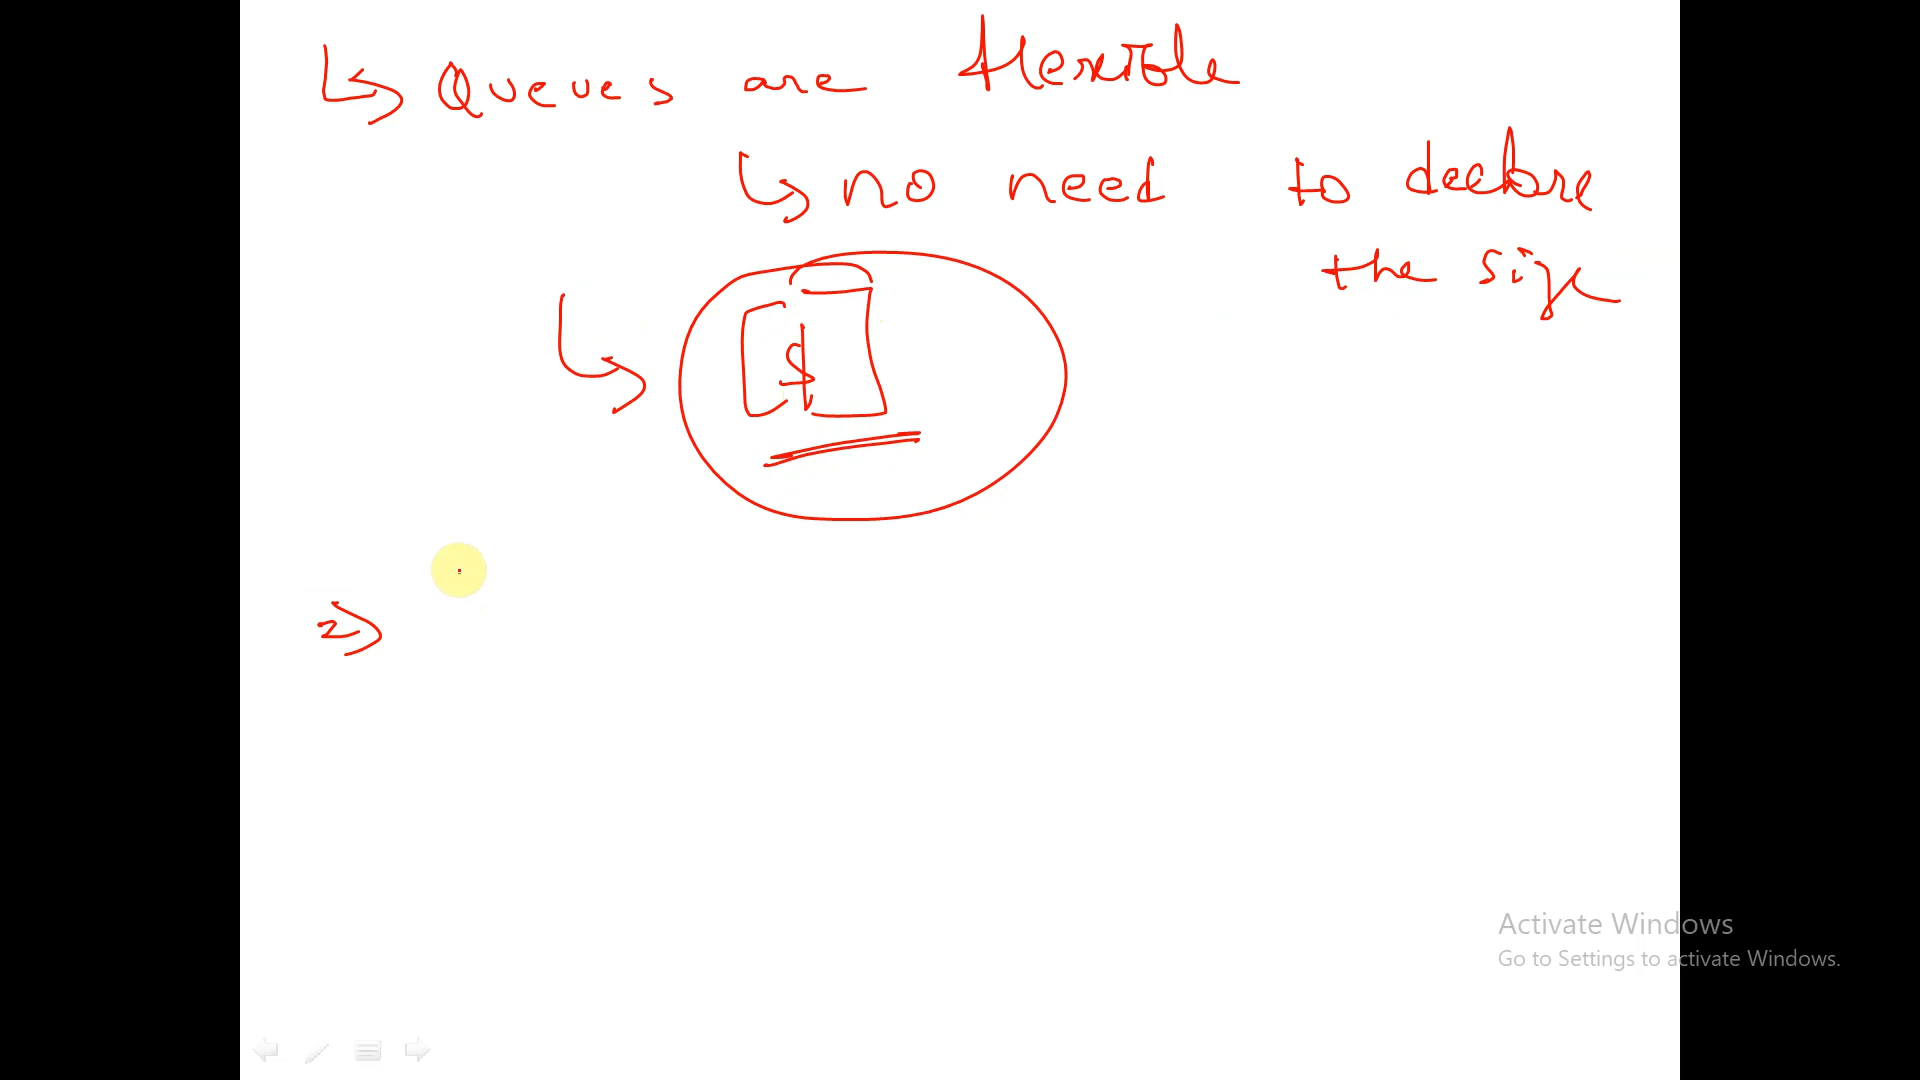 Queues are flexible
no need to declare
the size
[$]
2)
Activate Windows
Go to Settings to activate Windows.